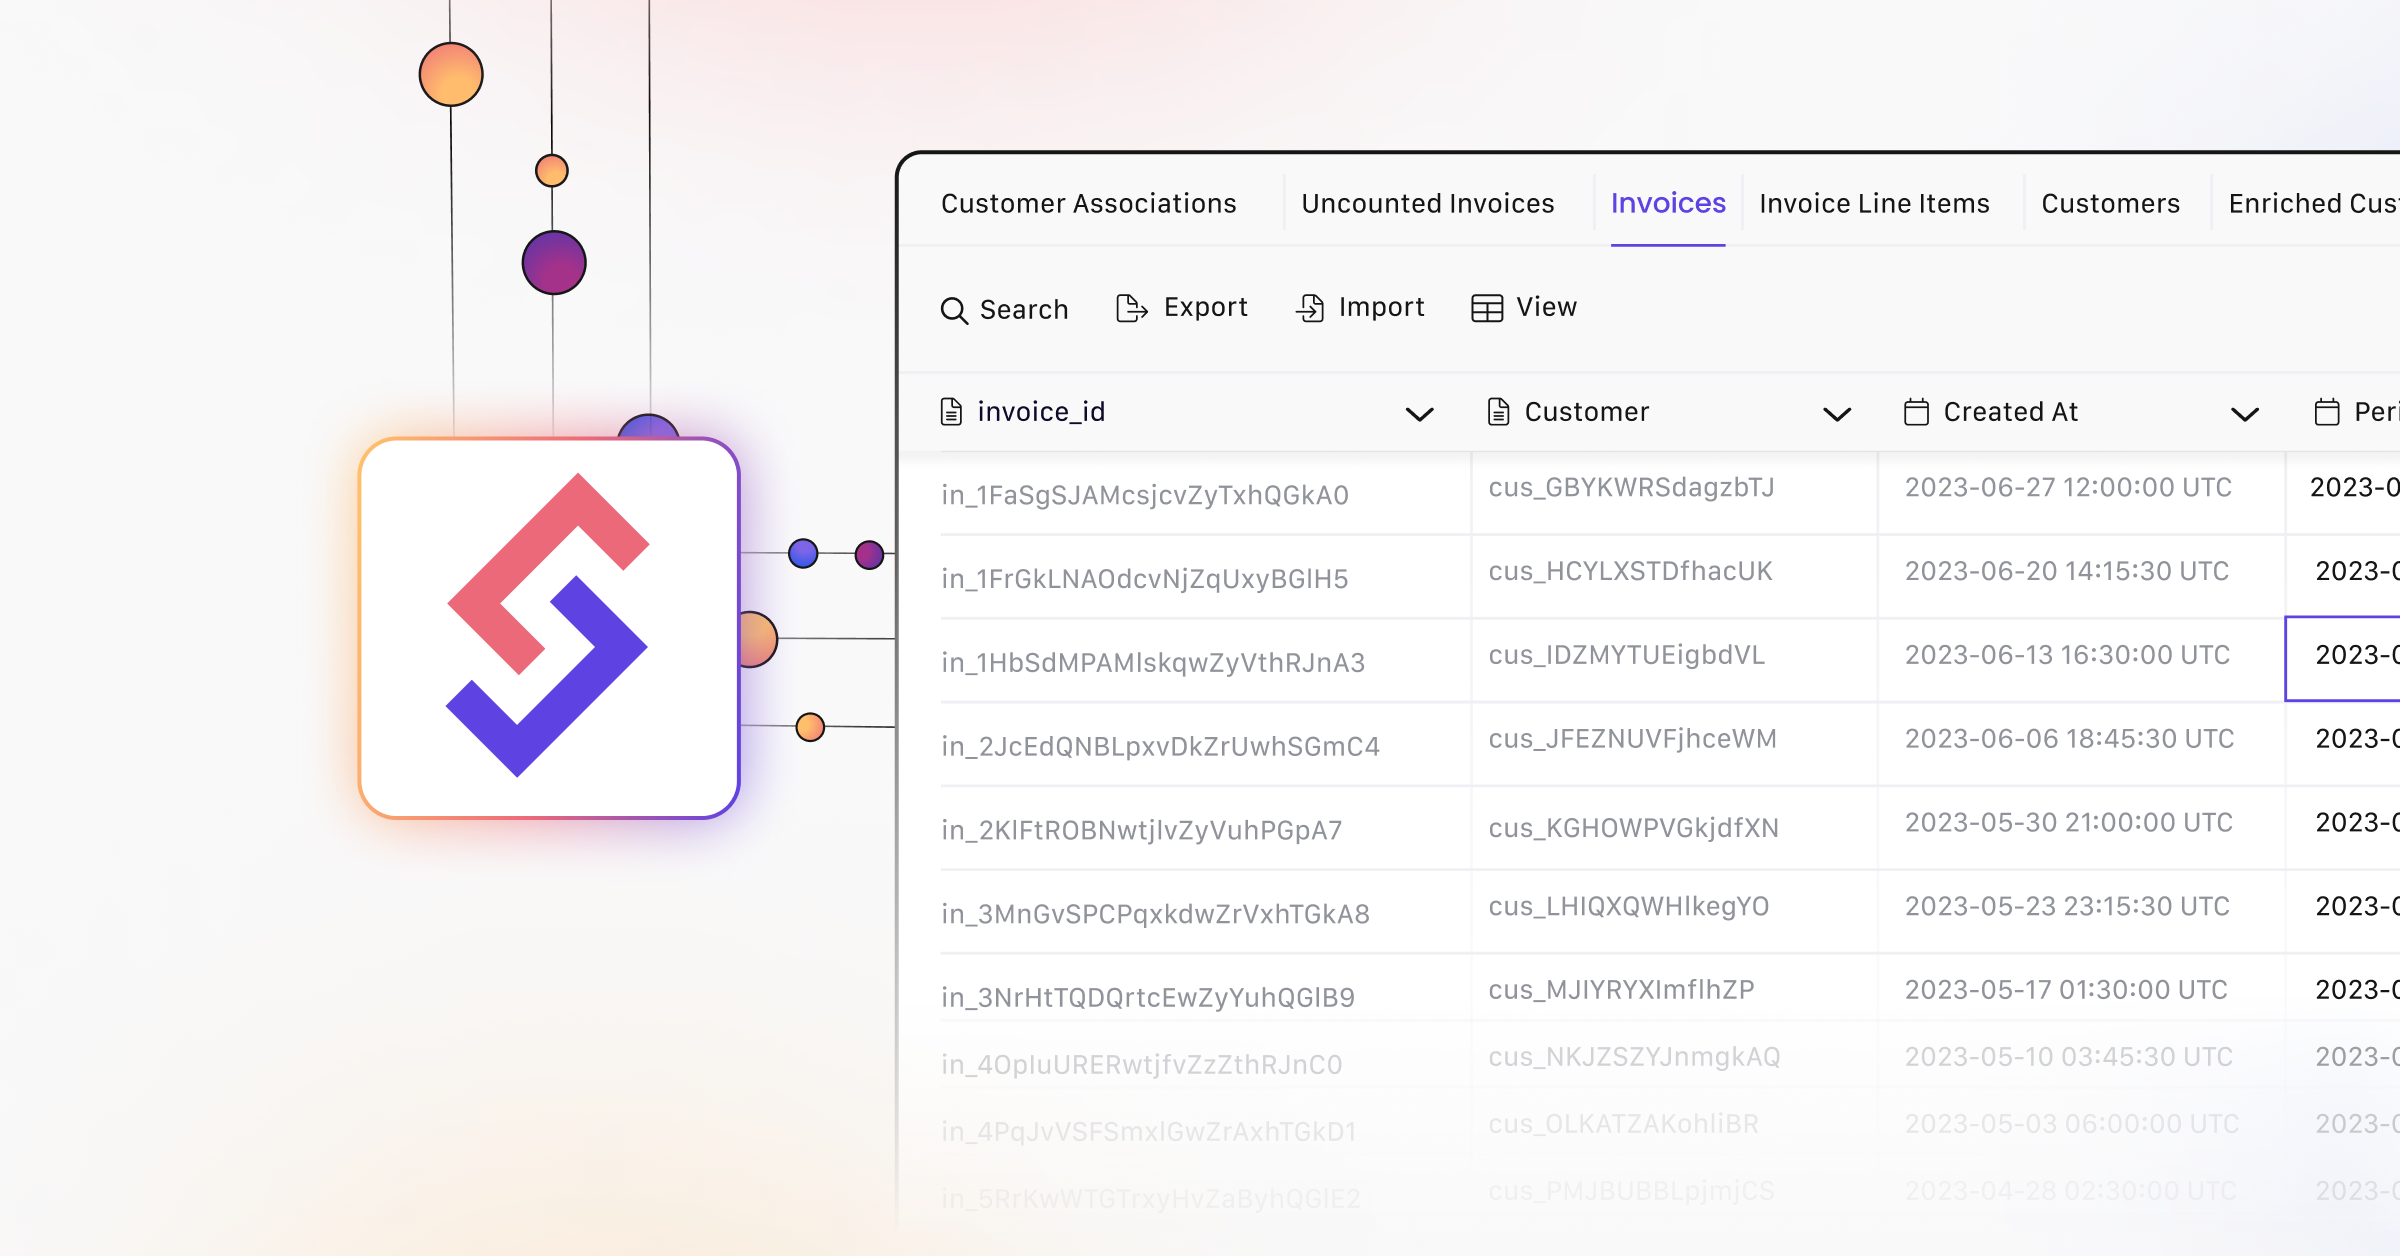 Customer Associations Uncounted Invoices Invoices Invoice Line Items Customers Enriched Cus
Search Export Import View
invoice_id Customer Created At Peri
in_1FaSgSJAMcsjcvZyTxhQGkA0 cus_GBYKWRSdagzbTJ 2023-06-27 12:00:00 UTC 2023-0
in_1FrGkLNAOdcvNjZqUxyBGlH5 cus_HCYLXSTDfhacUK 2023-06-20 14:15:30 UTC 2023-0
in_1HbSdMPAMlskqwZyVthRJnA3 cus_IDZMYTUEigbdVL 2023-06-13 16:30:00 UTC 2023-0
in_2JcEdQNBLpxvDkZrUwhSGmC4 cus_JFEZNUVFjhceWM 2023-06-06 18:45:30 UTC 2023-0
in_2KlFtROBNwtjlvZyVuhPGpA7 cus_KGHOWPVGkjdfXN 2023-05-30 21:00:00 UTC 2023-0
in_3MnGvSPCPqxkdwZrVxhTGkA8 cus_LHIQXQWHlkegYO 2023-05-23 23:15:30 UTC 2023-0
in_3NrHtTQDQrtcEwZyYuhQGlB9 cus_MJIYRYXImflhZP 2023-05-17 01:30:00 UTC 2023-0
in_4OpIuURERwtjfvZzZthRJnC0 cus_NKJZSZYJnmgkAQ 2023-05-10 03:45:30 UTC 2023-0
in_4PqJvVSFSmxlGwZrAxhTGkD1 cus_OLKATZAKohliBR 2023-05-03 06:00:00 UTC 2023-0
in_5RrKwWTGTrxyHvZaByhQGlE2 cus_PMJBUBBLpjmjCS 2023-04-28 02:30:00 UTC 2023-0